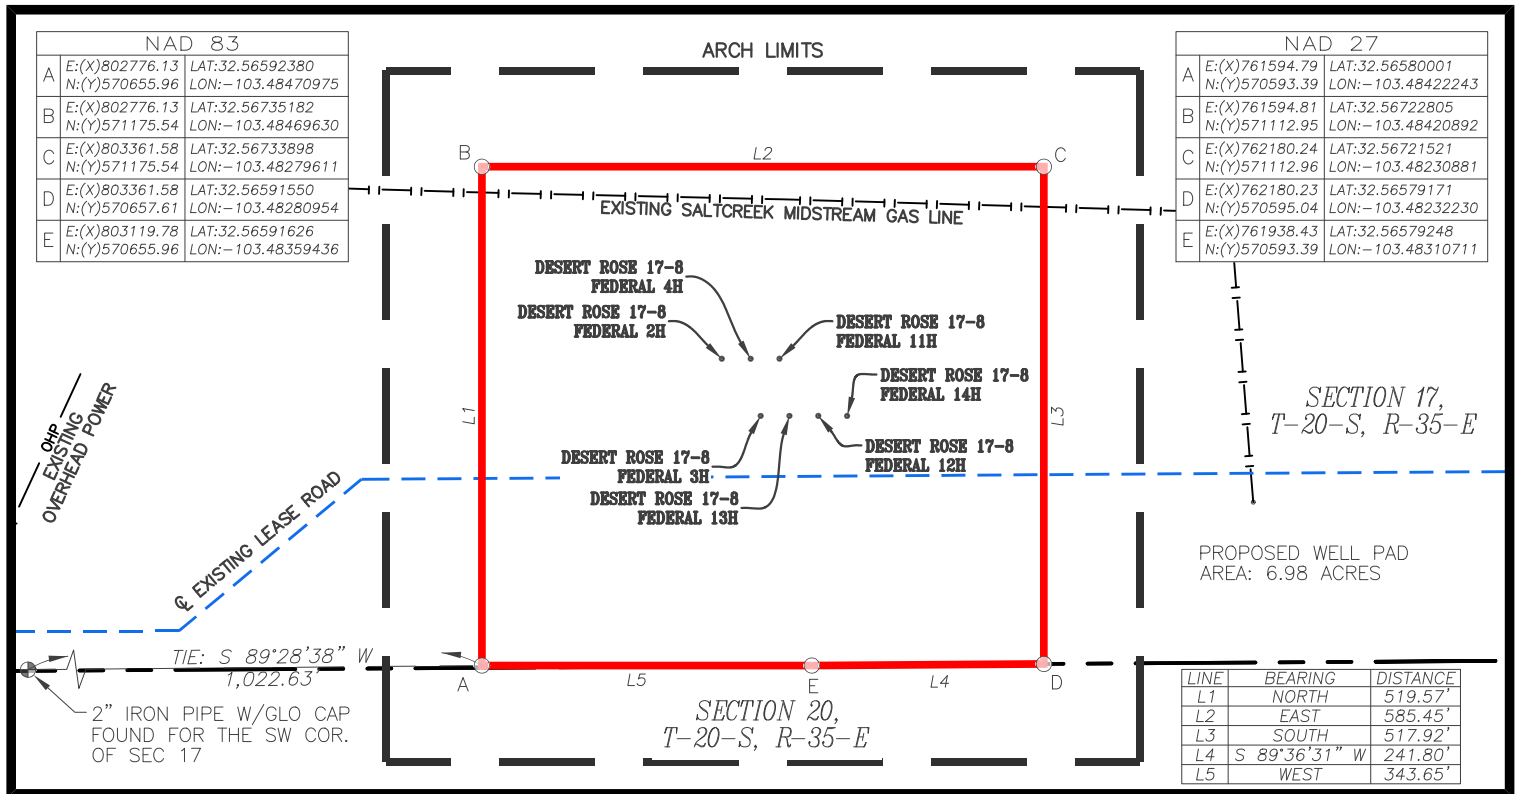 NAD 83
A E:(X)802776.13 LAT:32.56592380
N:(Y)570655.96 LON:-103.48470975
B E:(X)802776.13 LAT:32.56735182
N:(Y)571175.54 LON:-103.48469630
C E:(X)803361.58 LAT:32.56733898
N:(Y)571175.54 LON:-103.48279611
D E:(X)803361.58 LAT:32.56591550
N:(Y)570657.61 LON:-103.48280954
E E:(X)803119.78 LAT:32.56591626
N:(Y)570655.96 LON:-103.48359436
ARCH LIMITS
NAD 27
A E:(X)761594.79 LAT:32.56580001
N:(Y)570593.39 LON:-103.48422243
B E:(X)761594.81 LAT:32.56722805
N:(Y)571112.95 LON:-103.48420892
C E:(X)762180.24 LAT:32.56721521
N:(Y)571112.96 LON:-103.48230881
D E:(X)762180.23 LAT:32.56579171
N:(Y)570595.04 LON:-103.48232230
E E:(X)761938.43 LAT:32.56579248
N:(Y)570593.39 LON:-103.48310711
B
L2
C
EXISTING SALTCREEK MIDSTREAM GAS LINE
DESERT ROSE 17-8
FEDERAL 4H
DESERT ROSE 17-8
FEDERAL 2H
DESERT ROSE 17-8
FEDERAL 11H
DESERT ROSE 17-8
FEDERAL 14H
L1
L3
DESERT ROSE 17-8
FEDERAL 12H
DESERT ROSE 17-8
FEDERAL 3H
DESERT ROSE 17-8
FEDERAL 13H
SECTION 17,
T-20-S, R-35-E
OHP
EXISTING
OVERHEAD POWER
℄ EXISTING LEASE ROAD
PROPOSED WELL PAD
AREA: 6.98 ACRES
TIE: S 89°28'38" W
1,022.63'
A
L5
E
L4
D
2" IRON PIPE W/GLO CAP
FOUND FOR THE SW COR.
OF SEC 17
SECTION 20,
T-20-S, R-35-E
LINE BEARING DISTANCE
L1 NORTH 519.57'
L2 EAST 585.45'
L3 SOUTH 517.92'
L4 S 89°36'31" W 241.80'
L5 WEST 343.65'